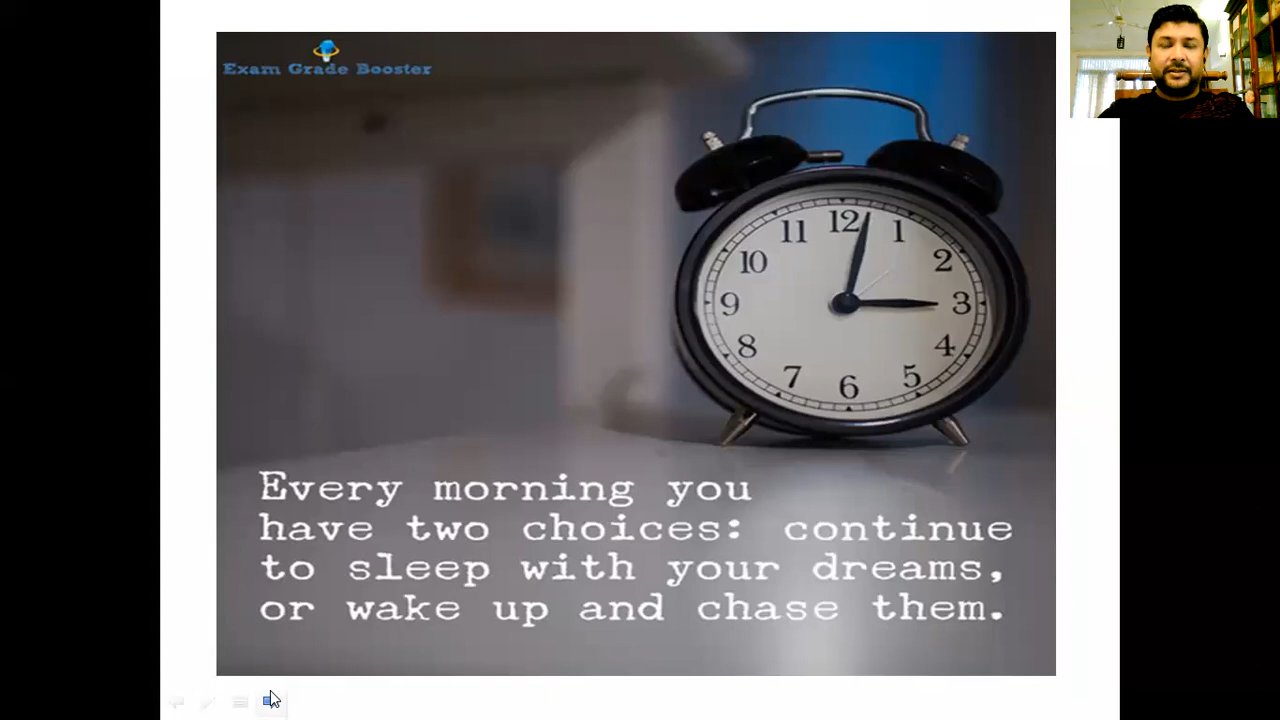 Exam Grade Booster
12
11 1
10 2
9 3
8 4
7 5
6
Every morning you
have two choices: continue
to sleep with your dreams,
or wake up and chase them.